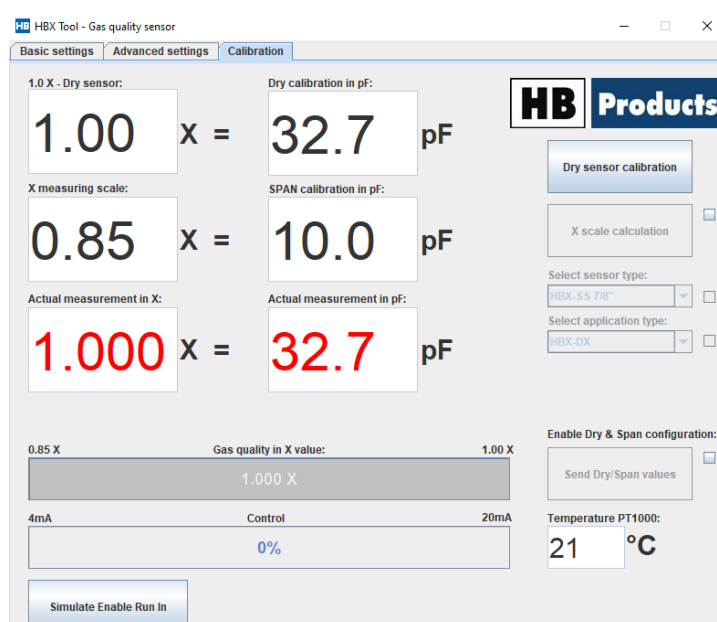 HB HBX Tool - Gas quality sensor
Basic settings Advanced settings Calibration
1.0 X - Dry sensor: Dry calibration in pF:
1.00 X = 32.7 pF
HB Products
Dry sensor calibration
X measuring scale: SPAN calibration in pF:
0.85 X = 10.0 pF
X scale calculation
Select sensor type:
HBX-SS 7/8"
Actual measurement in X: Actual measurement in pF:
1.000 X = 32.7 pF
Select application type:
HBX-DX
0.85 X Gas quality in X value: 1.00 X
1.000 X
Enable Dry & Span configuration:
Send Dry/Span values
4mA Control 20mA
0%
Temperature PT1000:
21 °C
Simulate Enable Run In